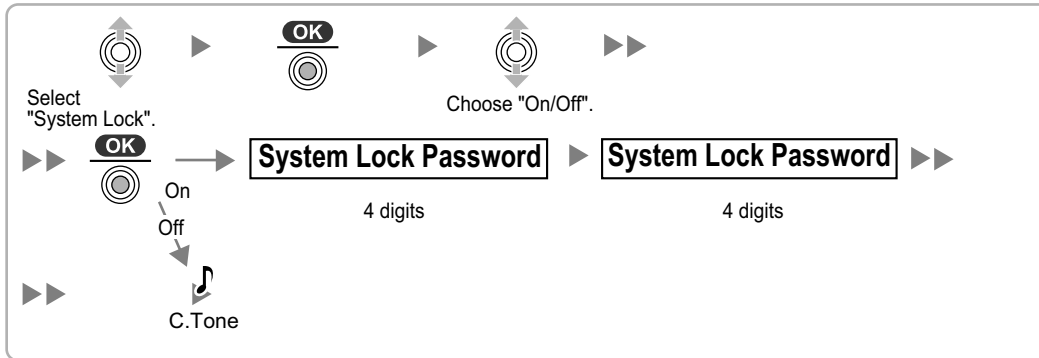 OK
Select
"System Lock".
Choose "On/Off".
OK
On
Off
System Lock Password
System Lock Password
4 digits
4 digits
C.Tone